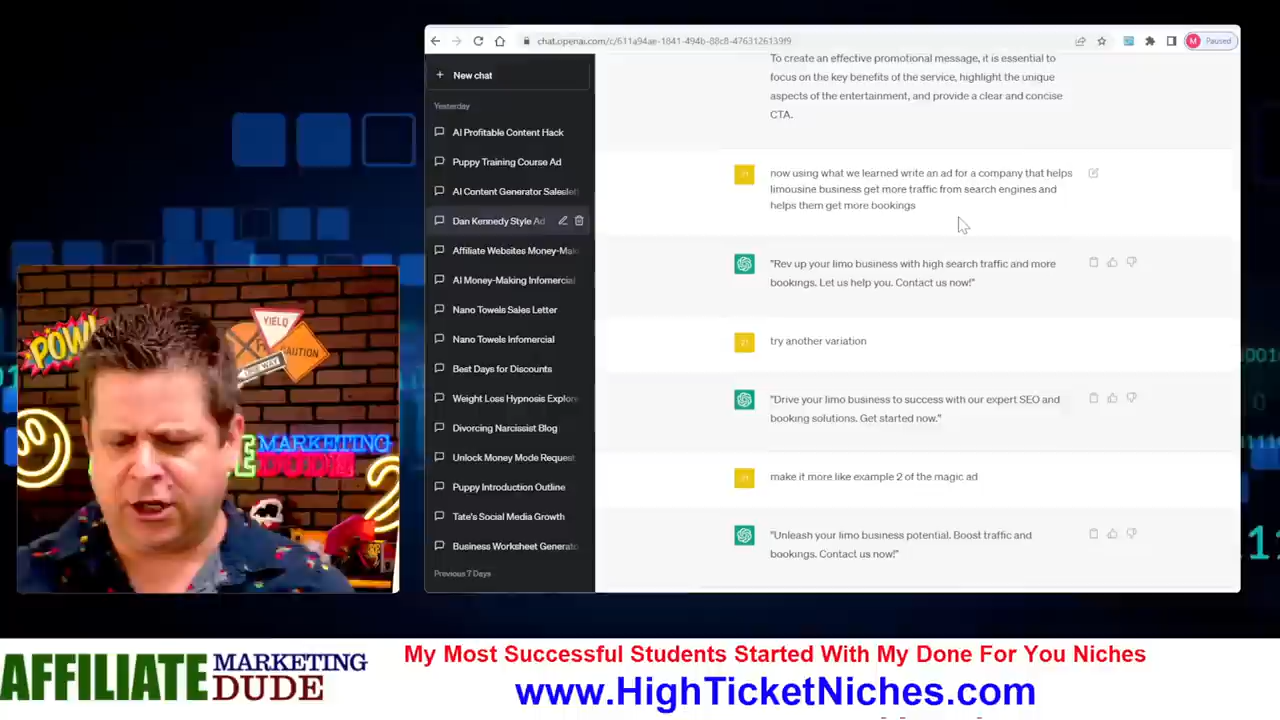 chat.openai.com/c/611a94ae-1841-494b-88c8-4763126139f9
M Paused
+ New chat
Yesterday
AI Profitable Content Hack
Puppy Training Course Ad
AI Content Generator Saleslet
Dan Kennedy Style Ad
Affiliate Websites Money-Mak
AI Money-Making Infomercial
Nano Towels Sales Letter
Nano Towels Infomercial
Best Days for Discounts
Weight Loss Hypnosis Explore
Divorcing Narcissist Blog
Unlock Money Mode Request
Puppy Introduction Outline
Tate's Social Media Growth
Business Worksheet Generato
Previous 7 Days
To create an effective promotional message, it is essential to
focus on the key benefits of the service, highlight the unique
aspects of the entertainment, and provide a clear and concise
CTA.
now using what we learned write an ad for a company that helps
limousine business get more traffic from search engines and
helps them get more bookings
"Rev up your limo business with high search traffic and more
bookings. Let us help you. Contact us now!"
try another variation
"Drive your limo business to success with our expert SEO and
booking solutions. Get started now."
make it more like example 2 of the magic ad
"Unleash your limo business potential. Boost traffic and
bookings. Contact us now!"
POW!
YIELD
CAUTION
WAY
MARKETING
2
AFFILIATE MARKETING
DUDE
My Most Successful Students Started With My Done For You Niches
www.HighTicketNiches.com